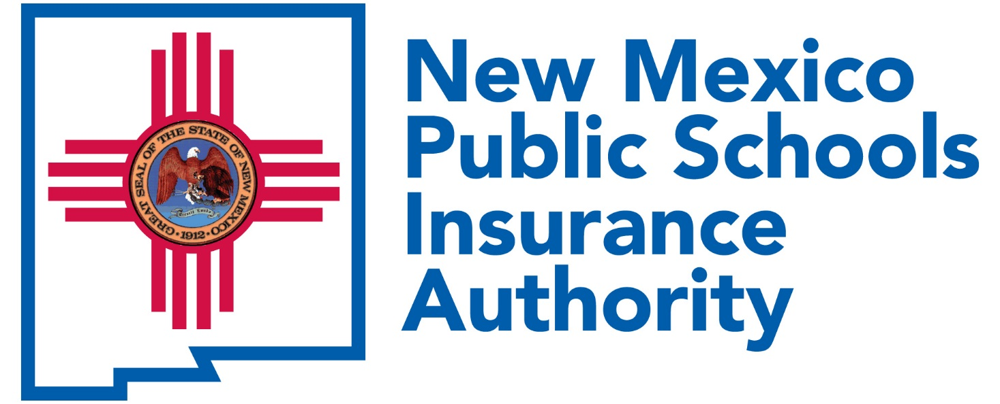 New Mexico
Public Schools
Insurance
Authority
GREAT SEAL OF THE STATE OF NEW MEXICO
·1912·